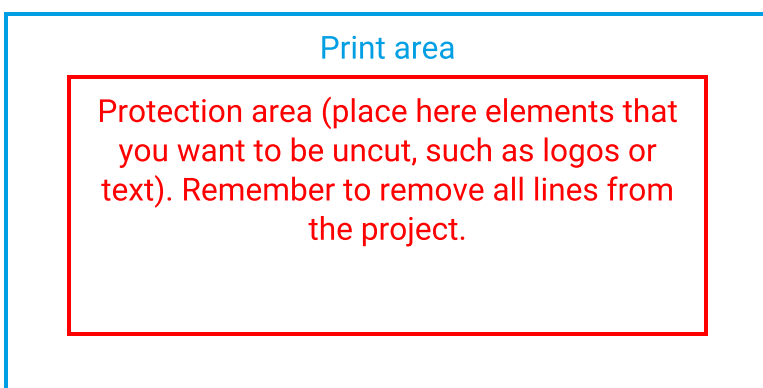 Print area
Protection area (place here elements that
you want to be uncut, such as logos or
text). Remember to remove all lines from
the project.